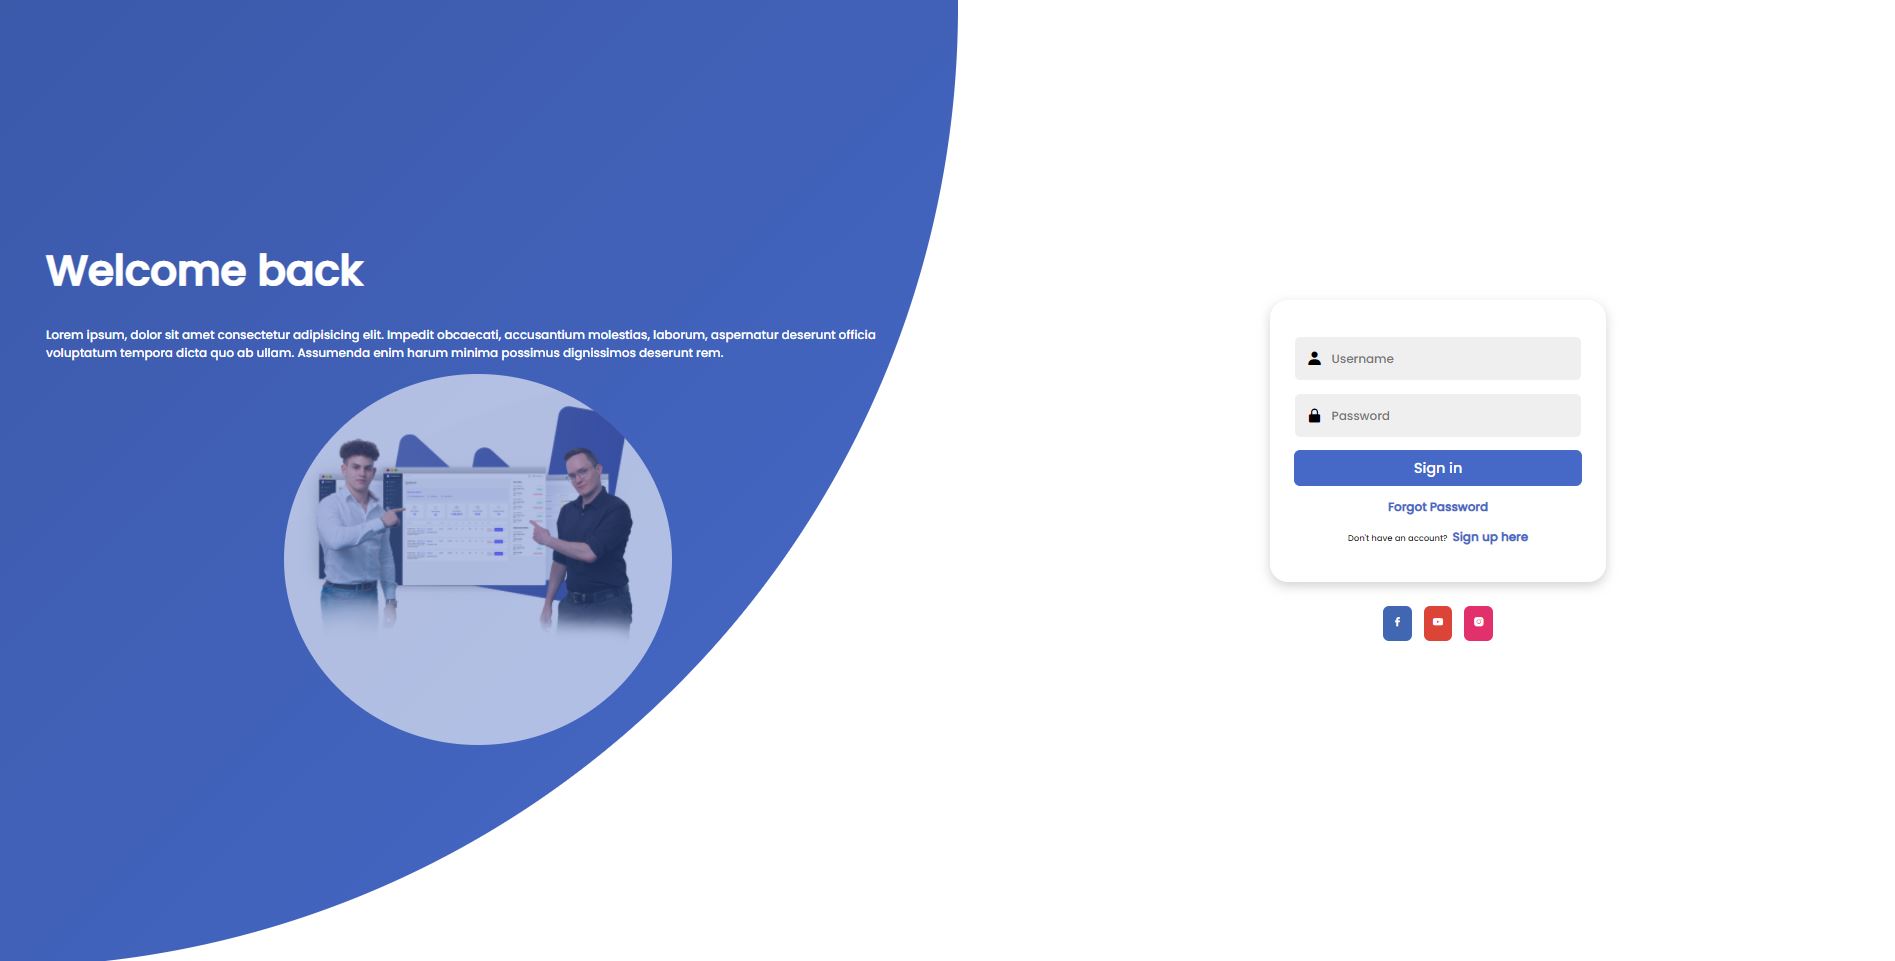 Welcome back
Lorem ipsum, dolor sit amet consectetur adipisicing elit. Impedit obcaecati, accusantium molestias, laborum, aspernatur deserunt officia
voluptatum tempora dicta quo ab ullam. Assumenda enim harum minima possimus dignissimos deserunt rem.
Username
Password
Sign in
Forgot Password
Don't have an account? Sign up here